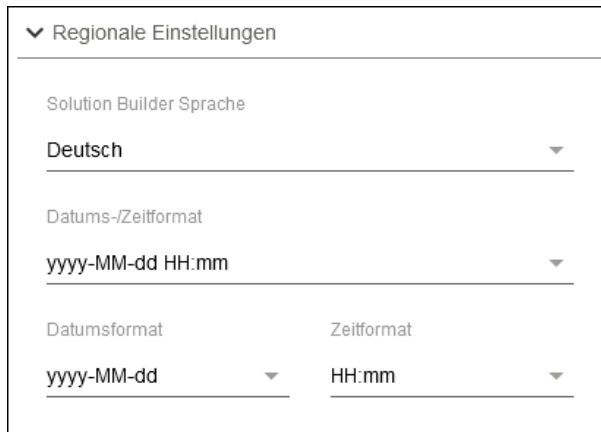 Regionale Einstellungen
Solution Builder Sprache
Deutsch
Datums-/Zeitformat
yyyy-MM-dd HH:mm
Datumsformat Zeitformat
yyyy-MM-dd HH:mm